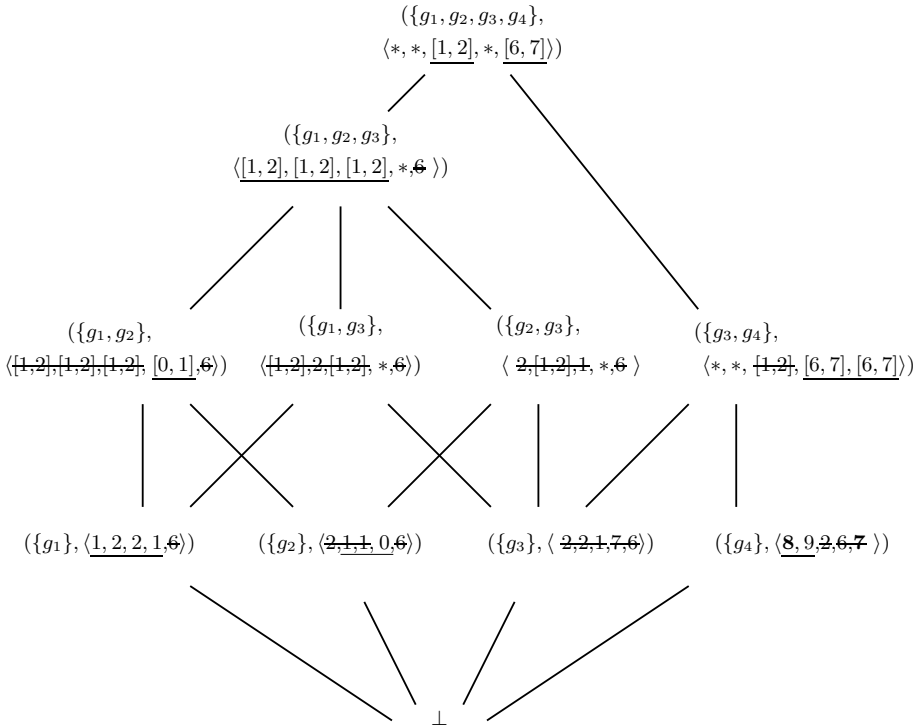 ({g₁, g₂, g₃, g₄},
⟨∗, ∗, [1, 2], ∗, [6, 7]⟩)
({g₁, g₂, g₃},
⟨[1, 2], [1, 2], [1, 2], ∗,6 ⟩)
({g₁, g₂},
⟨[1,2],[1,2],[1,2], [0, 1],6⟩)
({g₁, g₃},
⟨[1,2],2,[1,2], ∗,6⟩)
({g₂, g₃},
⟨ 2,[1,2],1, ∗,6 ⟩
({g₃, g₄},
⟨∗, ∗, [1,2], [6, 7], [6, 7]⟩)
({g₁}, ⟨1, 2, 2, 1,6⟩)
({g₂}, ⟨2,1,1, 0,6⟩)
({g₃}, ⟨ 2,2,1,7,6⟩)
({g₄}, ⟨8, 9,2,6,7 ⟩)
⊥